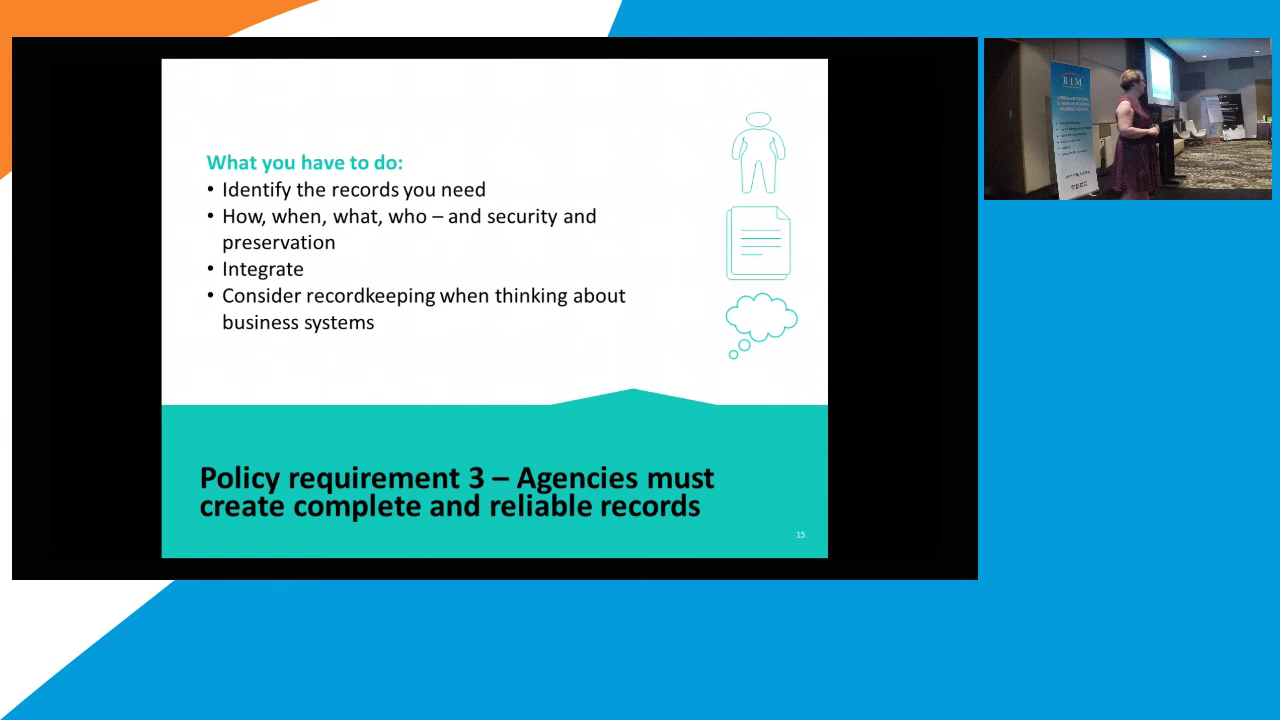 What you have to do:
• Identify the records you need
• How, when, what, who – and security and
preservation
• Integrate
• Consider recordkeeping when thinking about
business systems
Policy requirement 3 – Agencies must
create complete and reliable records
15
RIM